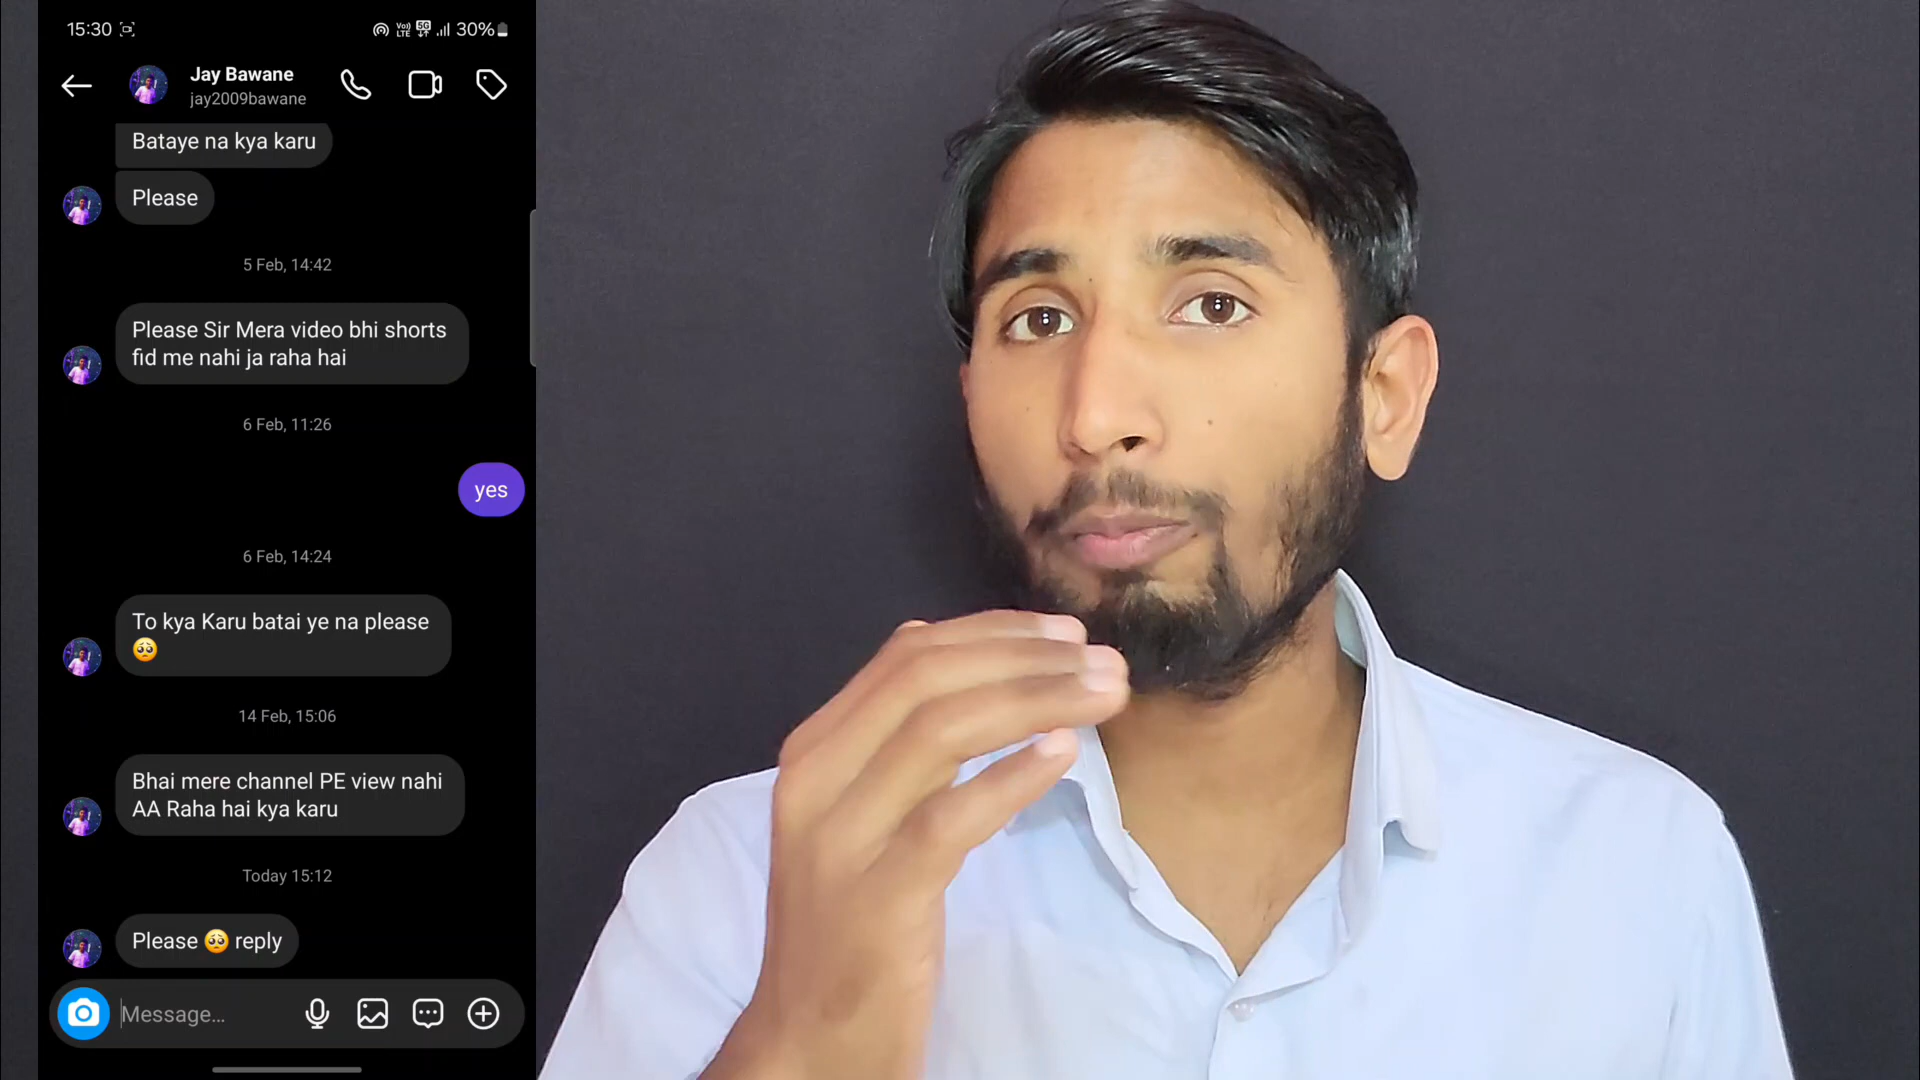 15:30
Vo)) LTE 5G 30%
Jay Bawane
jay2009bawane
Bataye na kya karu
Please
5 Feb, 14:42
Please Sir Mera video bhi shorts
fid me nahi ja raha hai
6 Feb, 11:26
yes
6 Feb, 14:24
To kya Karu batai ye na please
🥺
14 Feb, 15:06
Bhai mere channel PE view nahi
AA Raha hai kya karu
Today 15:12
Please 🥺 reply
Message...